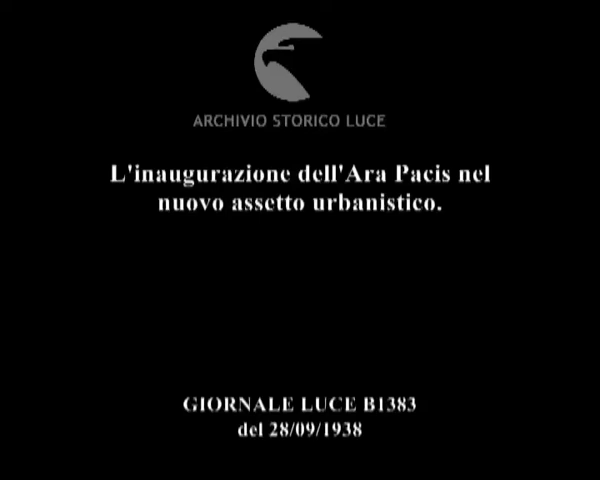 ARCHIVIO STORICO LUCE
L'inaugurazione dell'Ara Pacis nel
nuovo assetto urbanistico.
GIORNALE LUCE B1383
del 28/09/1938